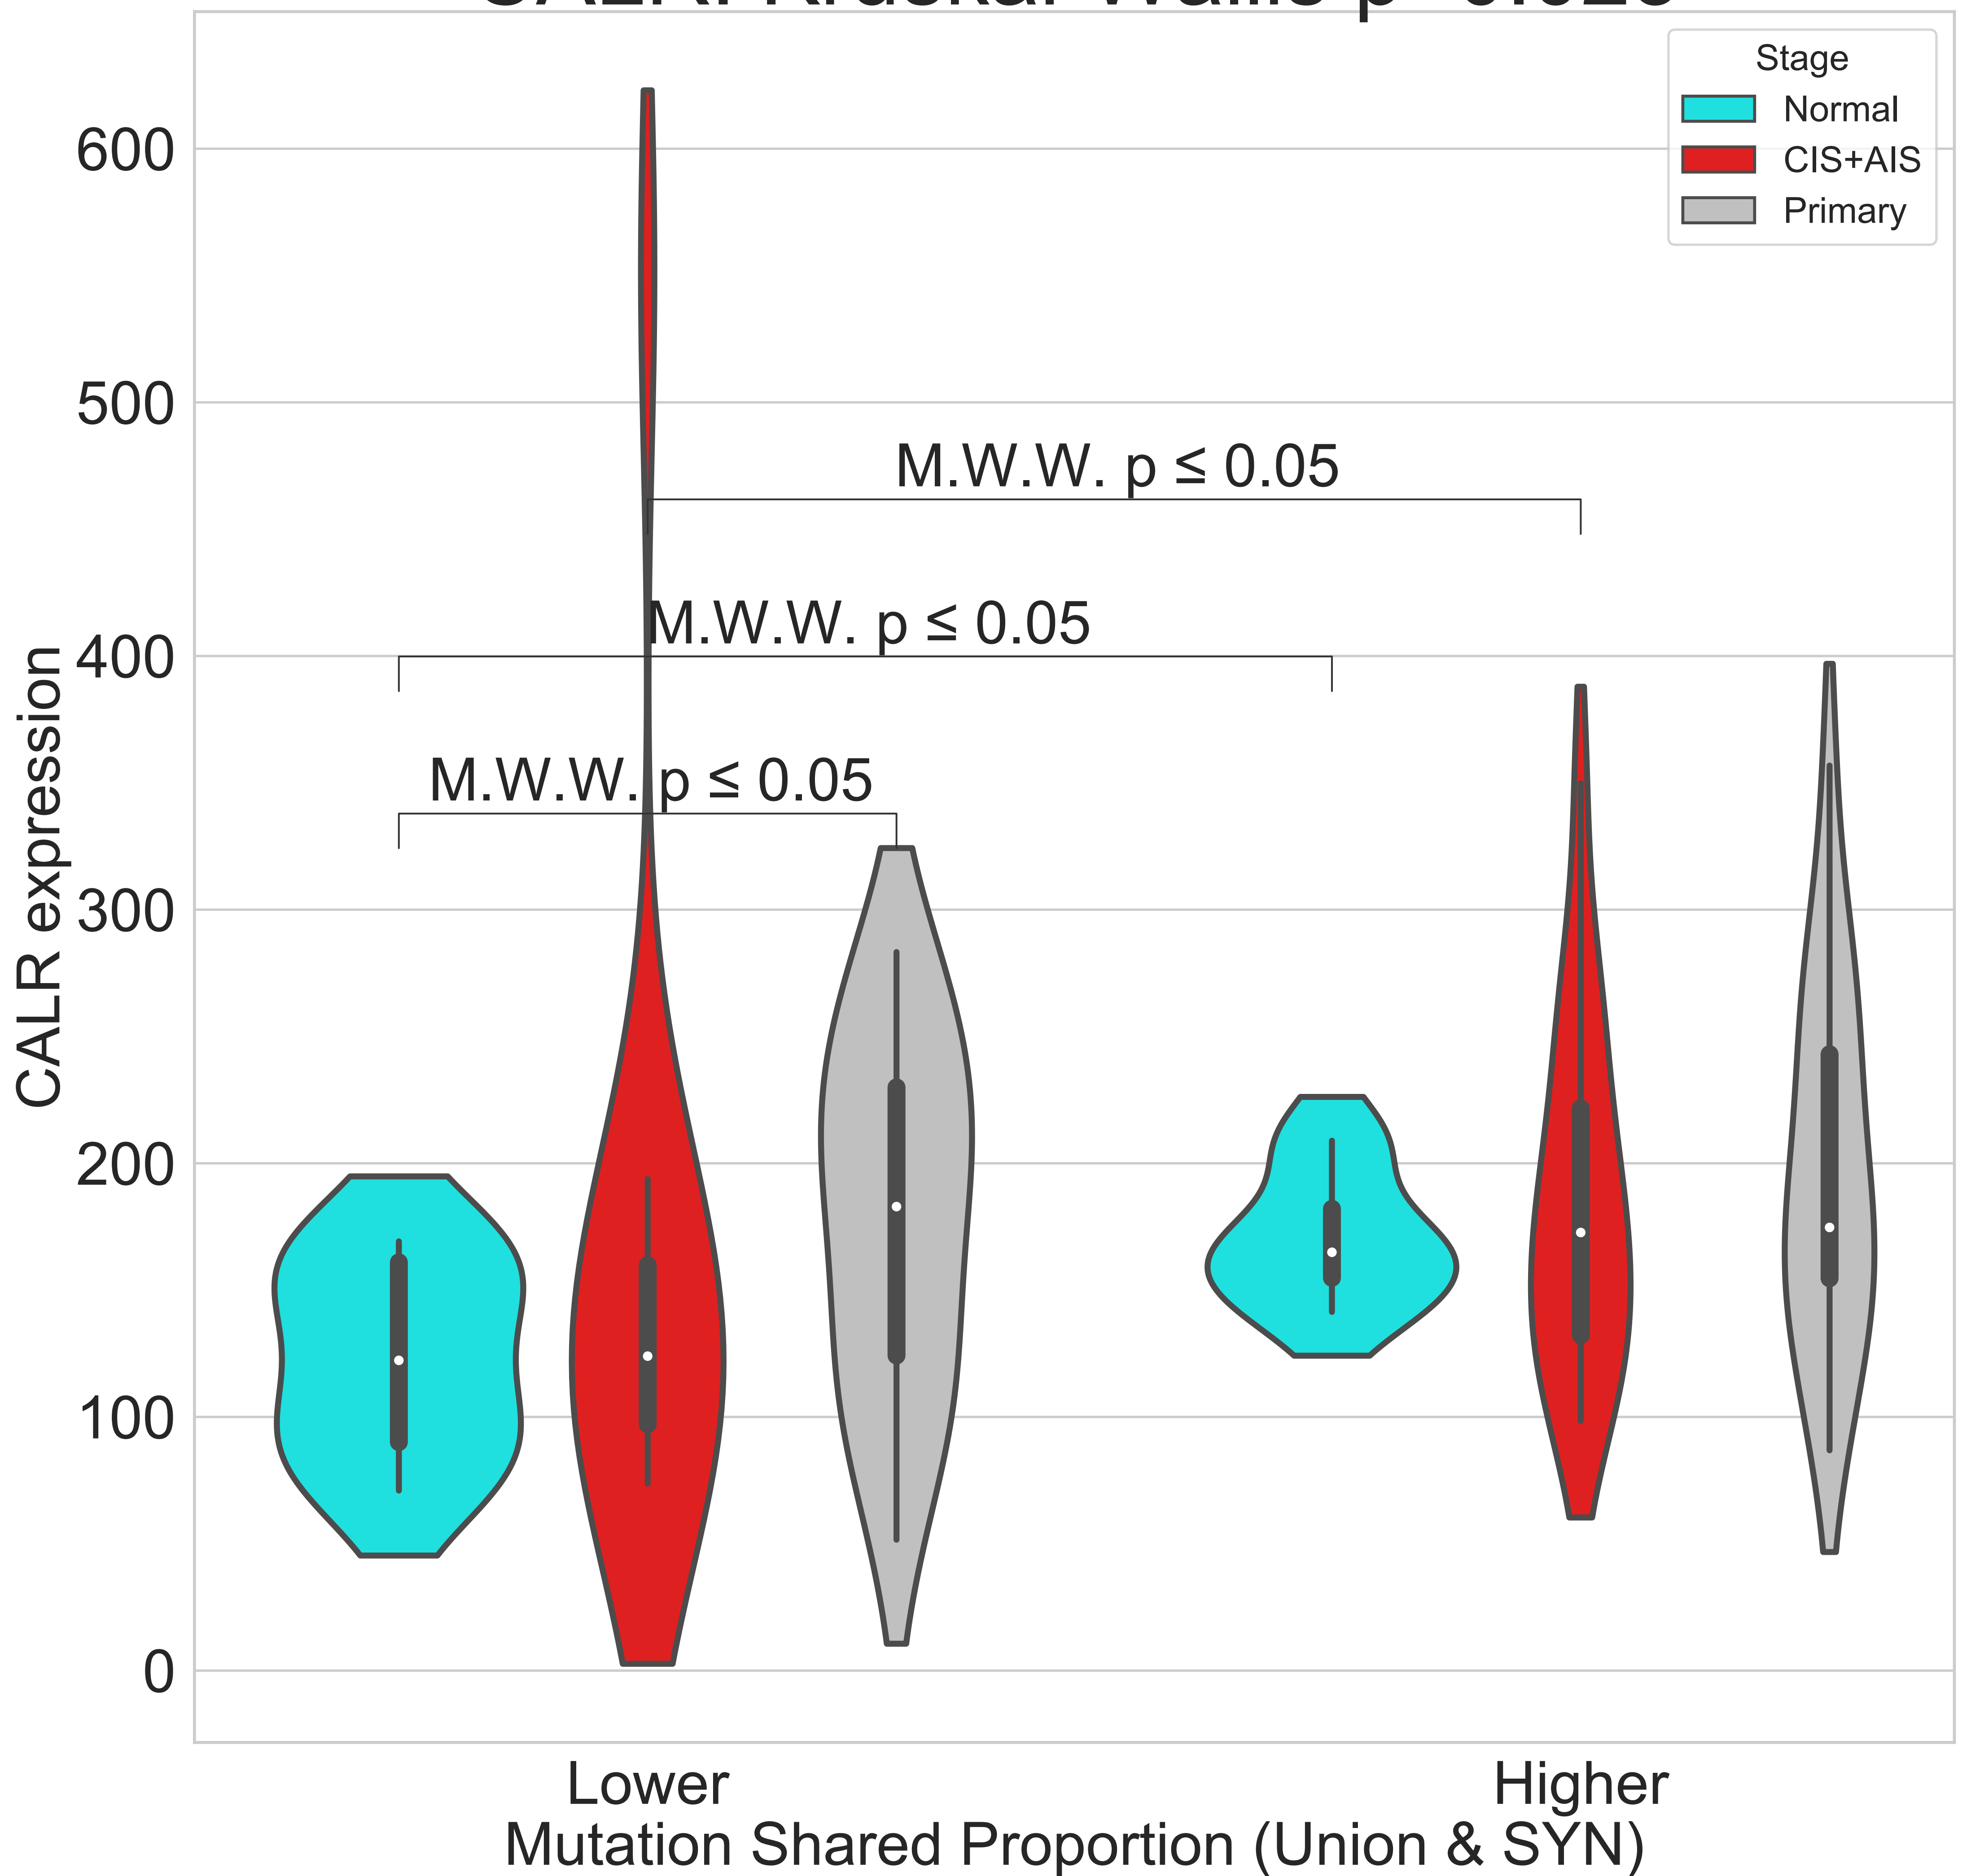 Stage
Normal
CIS+AIS
Primary
600
500
400
300
200
100
0
CALR expression
M.W.W. p ≤ 0.05
M.W.W. p ≤ 0.05
M.W.W. p ≤ 0.05
Lower
Higher
Mutation Shared Proportion (Union & SYN)